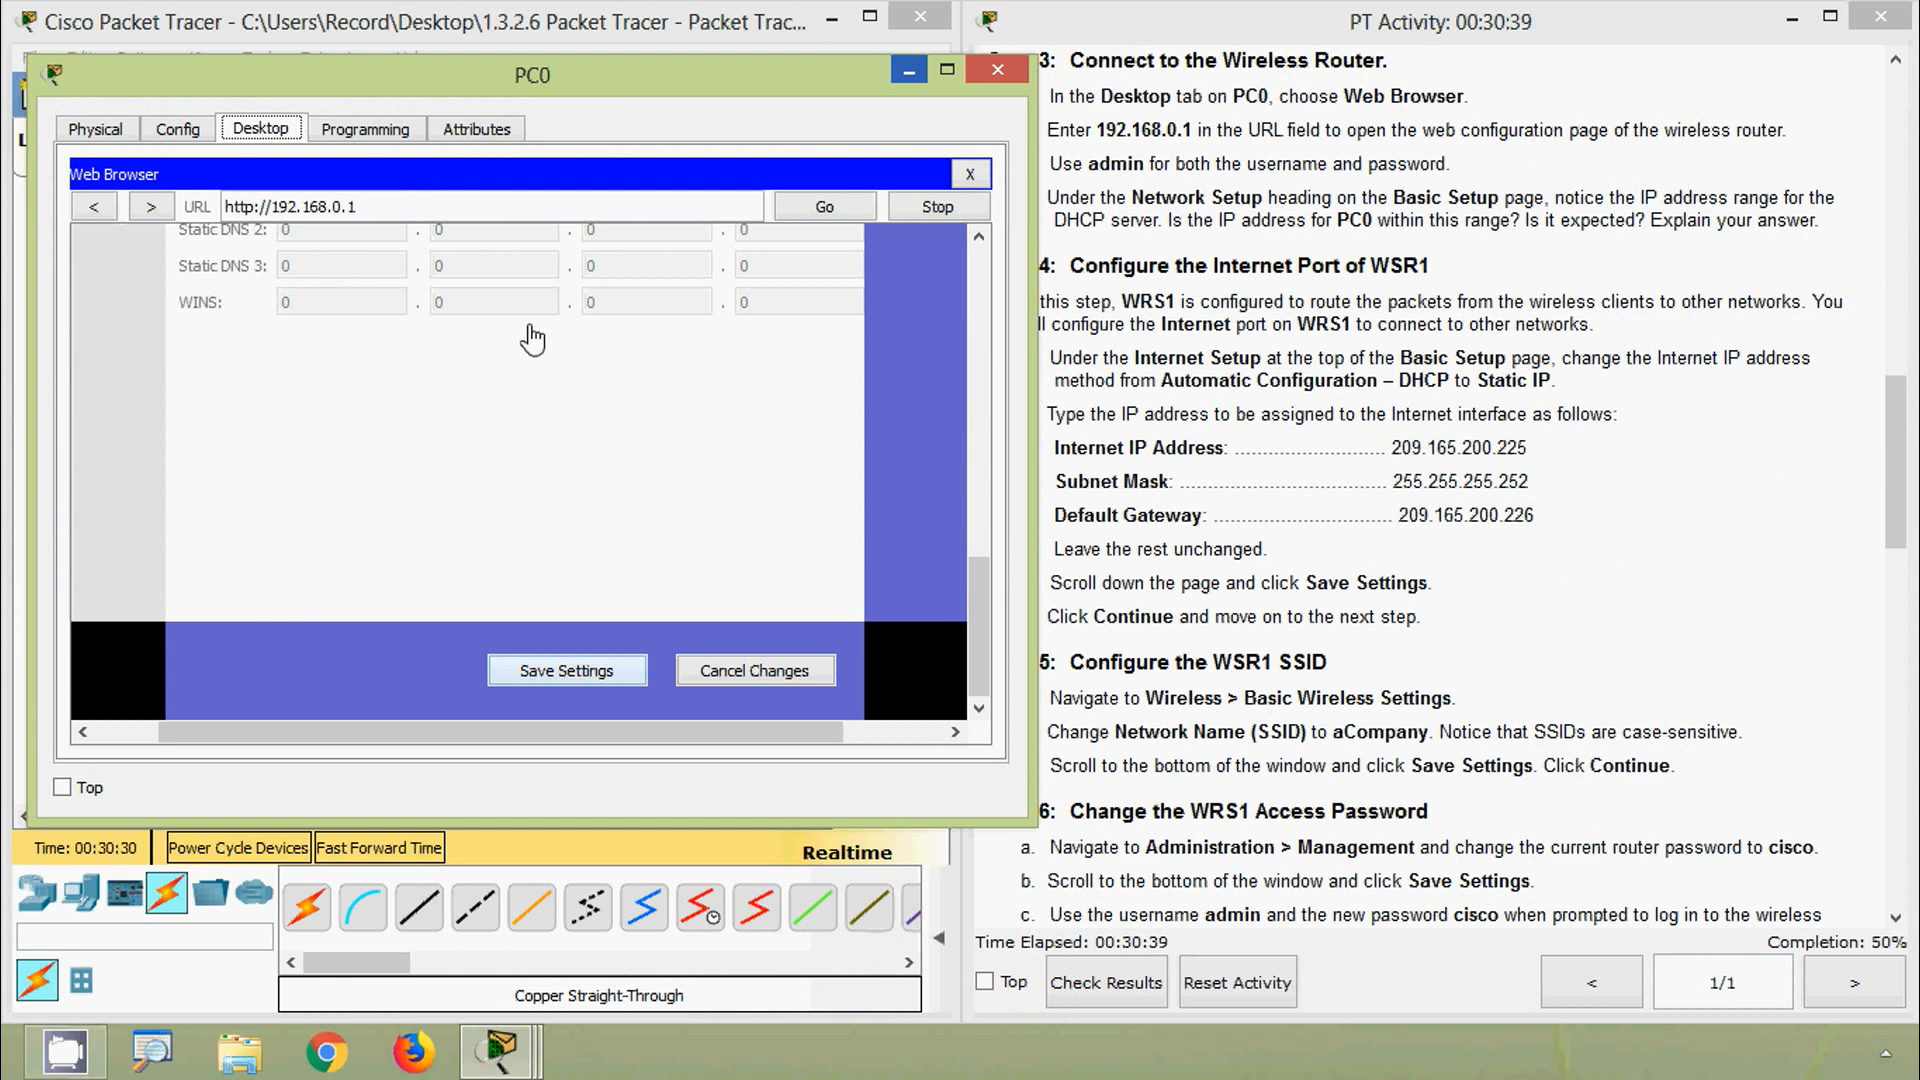 Cisco Packet Tracer - C:\Users\Record\Desktop\1.3.2.6 Packet Tracer - Packet Trac...
PC0
Physical
Config
Desktop
Programming
Attributes
Web Browser
X
<
>
URL
http://192.168.0.1
Go
Stop
Static DNS 2: 0 . 0 . 0 . 0
Static DNS 3: 0 . 0 . 0 . 0
WINS: 0 . 0 . 0 . 0
Save Settings
Cancel Changes
Top
Time: 00:30:30
Power Cycle Devices
Fast Forward Time
Realtime
Copper Straight-Through
PT Activity: 00:30:39
3: Connect to the Wireless Router.
In the Desktop tab on PC0, choose Web Browser.
Enter 192.168.0.1 in the URL field to open the web configuration page of the wireless router.
Use admin for both the username and password.
Under the Network Setup heading on the Basic Setup page, notice the IP address range for the
DHCP server. Is the IP address for PC0 within this range? Is it expected? Explain your answer.
4: Configure the Internet Port of WSR1
this step, WRS1 is configured to route the packets from the wireless clients to other networks. You
ll configure the Internet port on WRS1 to connect to other networks.
Under the Internet Setup at the top of the Basic Setup page, change the Internet IP address
method from Automatic Configuration – DHCP to Static IP.
Type the IP address to be assigned to the Internet interface as follows:
Internet IP Address: .............................. 209.165.200.225
Subnet Mask: ......................................... 255.255.255.252
Default Gateway: ................................... 209.165.200.226
Leave the rest unchanged.
Scroll down the page and click Save Settings.
Click Continue and move on to the next step.
5: Configure the WSR1 SSID
Navigate to Wireless > Basic Wireless Settings.
Change Network Name (SSID) to aCompany. Notice that SSIDs are case-sensitive.
Scroll to the bottom of the window and click Save Settings. Click Continue.
6: Change the WRS1 Access Password
a. Navigate to Administration > Management and change the current router password to cisco.
b. Scroll to the bottom of the window and click Save Settings.
c. Use the username admin and the new password cisco when prompted to log in to the wireless
Time Elapsed: 00:30:39
Completion: 50%
Top
Check Results
Reset Activity
<
1/1
>